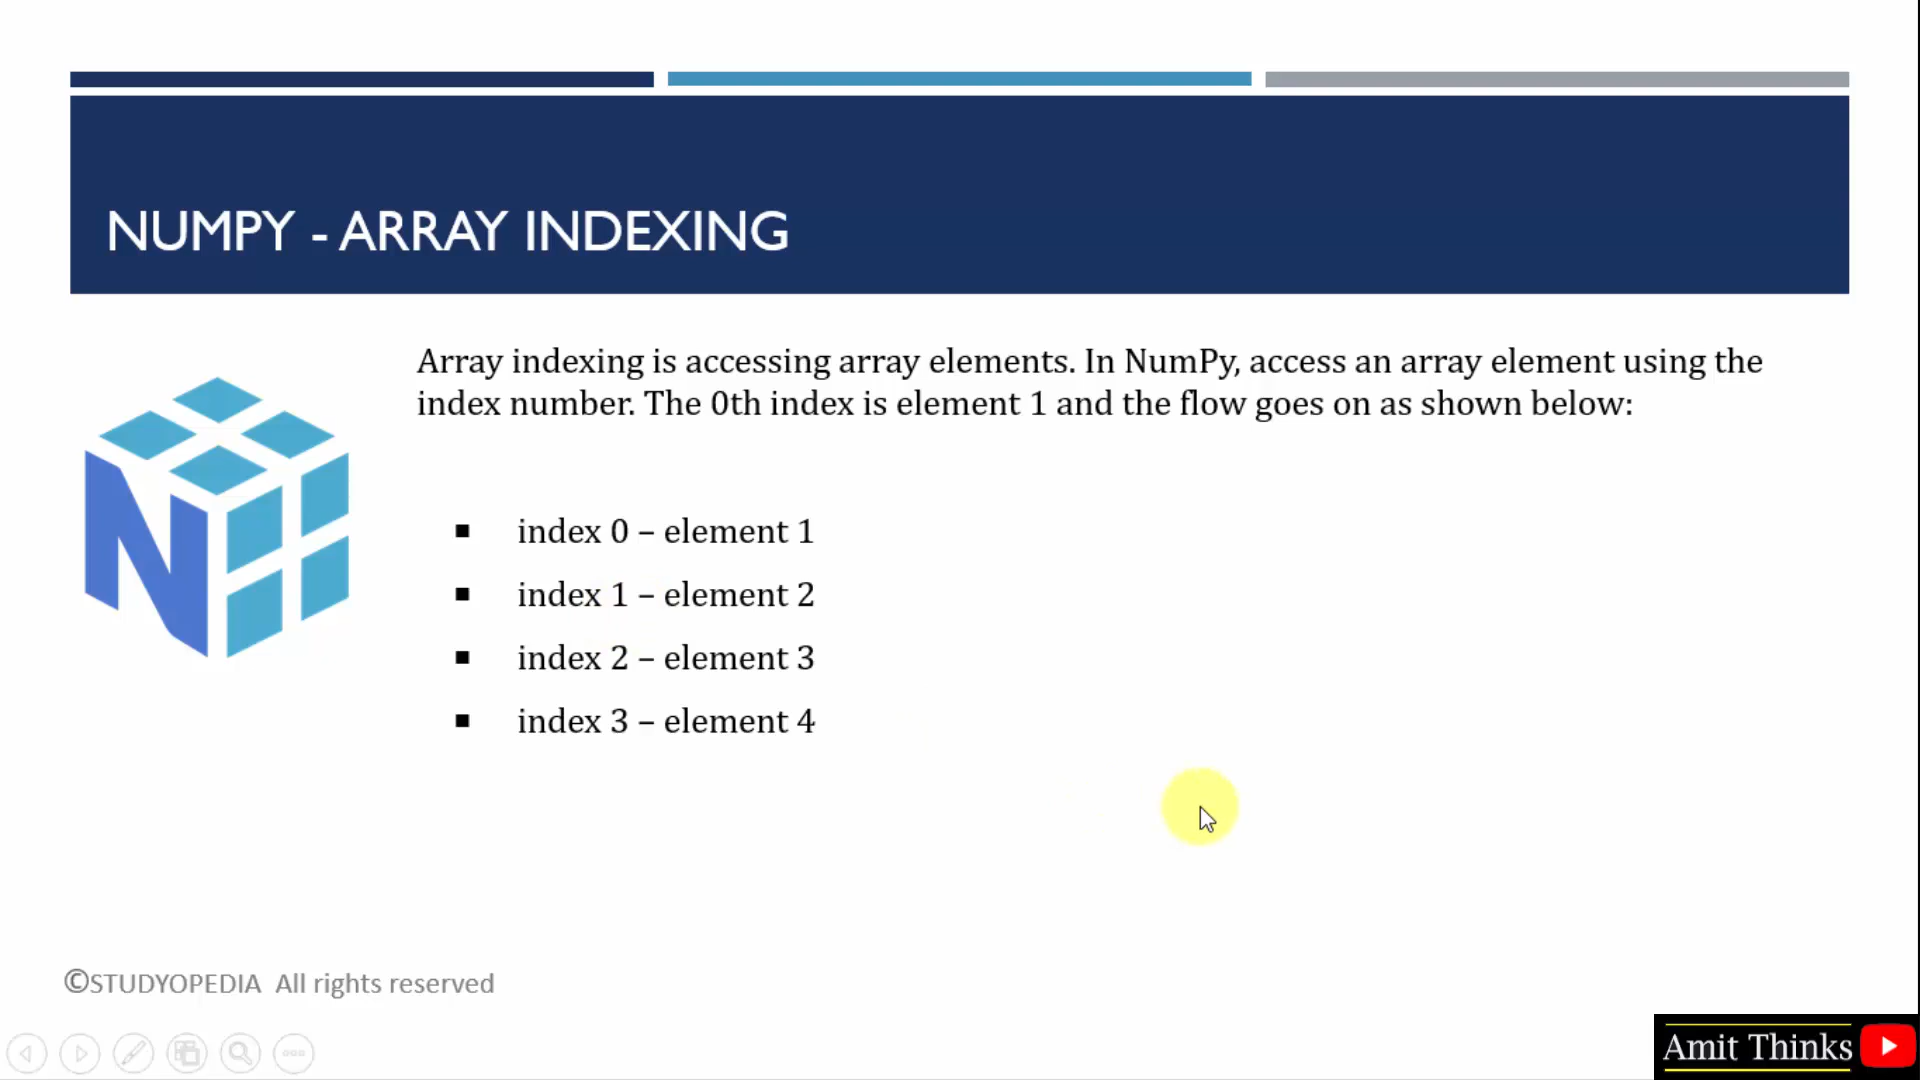 NUMPY - ARRAY INDEXING
Array indexing is accessing array elements. In NumPy, access an array element using the
index number. The 0th index is element 1 and the flow goes on as shown below:
▪ index 0 – element 1
▪ index 1 – element 2
▪ index 2 – element 3
▪ index 3 – element 4
©STUDYOPEDIA All rights reserved
Amit Thinks